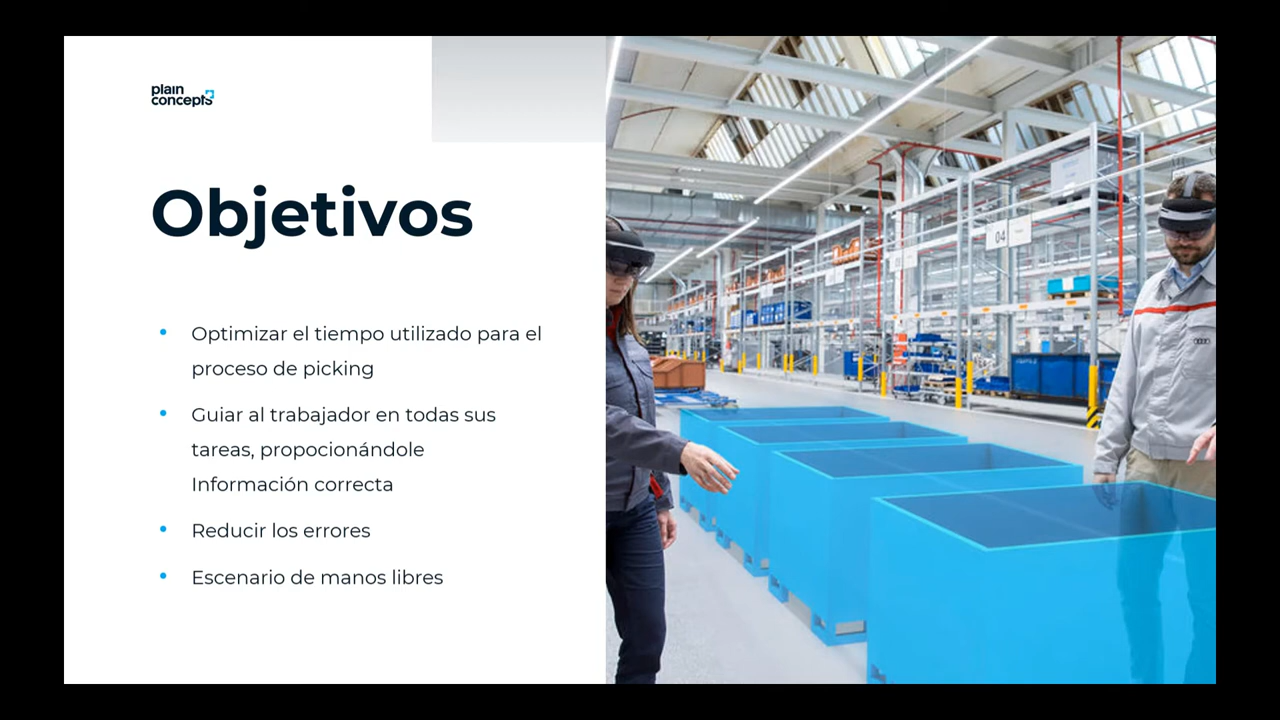 plain
concepts
Objetivos
Optimizar el tiempo utilizado para el
proceso de picking
Guiar al trabajador en todas sus
tareas, propocionándole
Información correcta
Reducir los errores
Escenario de manos libres
04